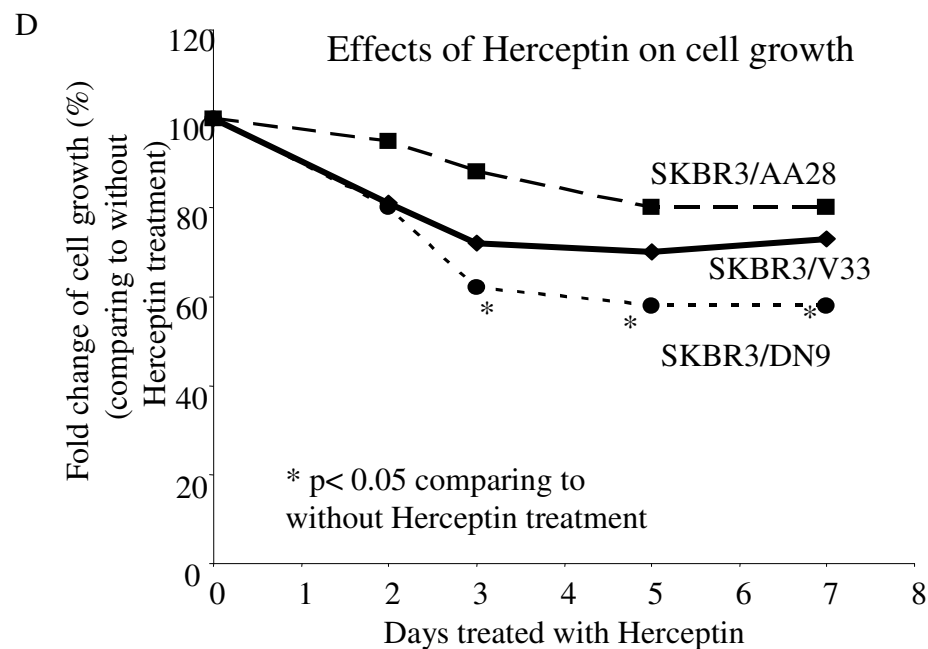 D
Effects of Herceptin on cell growth
Fold change of cell growth (%)
(comparing to without
Herceptin treatment)
120
100
80
60
40
20
0
SKBR3/AA28
SKBR3/V33
*
*
*
SKBR3/DN9
* p< 0.05 comparing to
without Herceptin treatment
0 1 2 3 4 5 6 7 8
Days treated with Herceptin